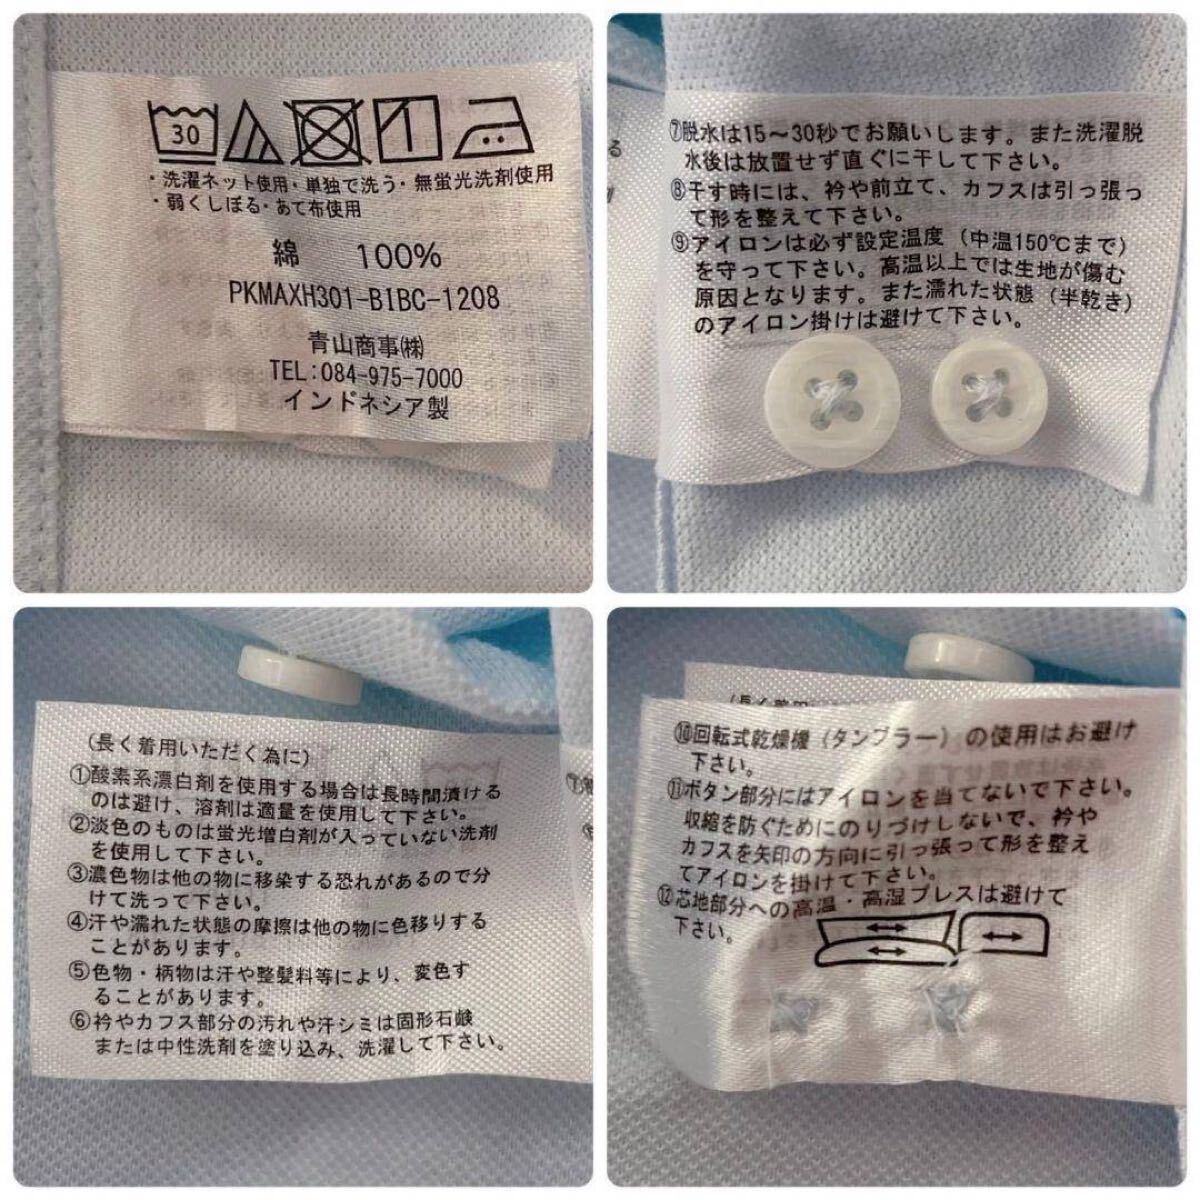 30
・洗濯ネット使用・単独で洗う・無蛍光洗剤使用
・弱くしぼる・あて布使用
綿 100%
PKMAXH301-BIBC-1208
青山商事㈱
TEL:084-975-7000
インドネシア製
⑦脱水は15～30秒でお願いします。また洗濯脱
水後は放置せず直ぐに干して下さい。
⑧干す時には、衿や前立て、カフスは引っ張っ
て形を整えて下さい。
⑨アイロンは必ず設定温度（中温150℃まで）
を守って下さい。高温以上では生地が傷む
原因となります。また濡れた状態（半乾き）
のアイロン掛けは避けて下さい。
（長く着用いただく為に）
①酸素系漂白剤を使用する場合は長時間漬ける
のは避け、溶剤は適量を使用して下さい。
②淡色のものは蛍光増白剤が入っていない洗剤
を使用して下さい。
③濃色物は他の物に移染する恐れがあるので分
けて洗って下さい。
④汗や濡れた状態の摩擦は他の物に色移りする
ことがあります。
⑤色物・柄物は汗や整髪料等により、変色す
ることがあります。
⑥衿やカフス部分の汚れや汗シミは固形石鹸
または中性洗剤を塗り込み、洗濯して下さい。
（長く着用
⑩回転式乾燥機（タンブラー）の使用はお避け
下さい。
⑪ボタン部分にはアイロンを当てないで下さい。
収縮を防ぐためにのりづけしないで、衿や
カフスを矢印の方向に引っ張って形を整え
てアイロンを掛けて下さい。
⑫芯地部分への高温・高湿プレスは避けて
下さい。